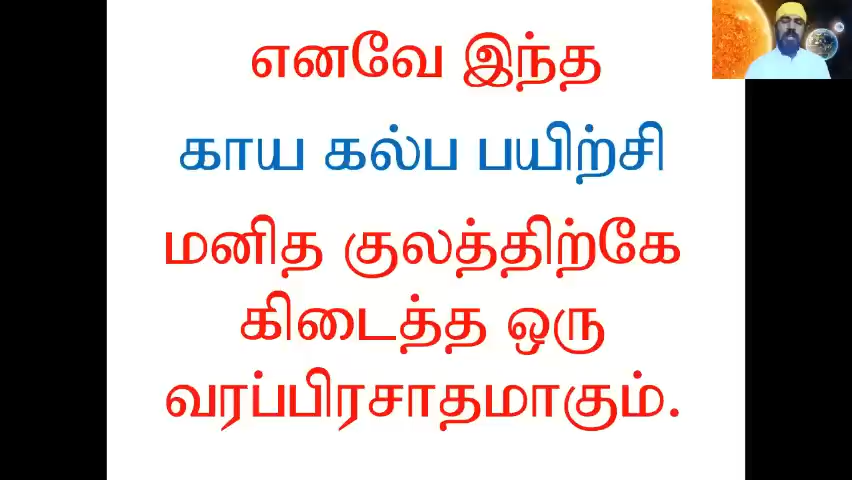 எனவே இந்த
காய கல்ப பயிற்சி
மனித குலத்திற்கே
கிடைத்த ஒரு
வரப்பிரசாதமாகும்.